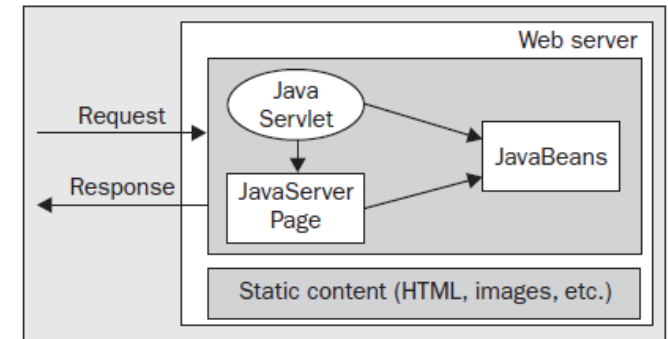 Web server
Java
Servlet
Request
JavaBeans
Response
JavaServer
Page
Static content (HTML, images, etc.)